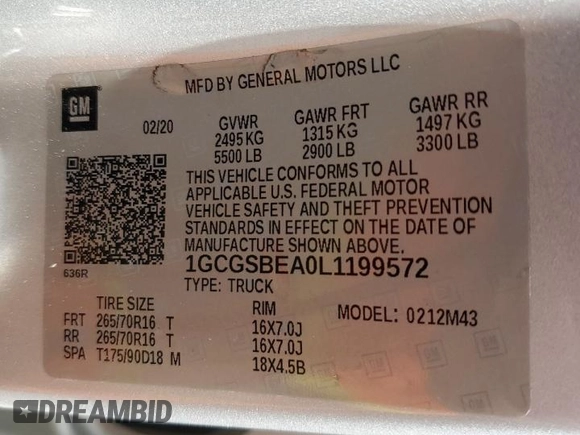 MFD BY GENERAL MOTORS LLC
GM
02/20
GVWR GAWR FRT GAWR RR
2495 KG 1315 KG 1497 KG
5500 LB 2900 LB 3300 LB
THIS VEHICLE CONFORMS TO ALL
APPLICABLE U.S. FEDERAL MOTOR
VEHICLE SAFETY AND THEFT PREVENTION
STANDARDS IN EFFECT ON THE DATE OF
MANUFACTURE SHOWN ABOVE.
636R
1GCGSBEA0L1199572
TYPE: TRUCK
TIRE SIZE RIM MODEL: 0212M43
FRT 265/70R16 T 16X7.0J
RR 265/70R16 T 16X7.0J
SPA T175/90D18 M 18X4.5B
DREAMBID